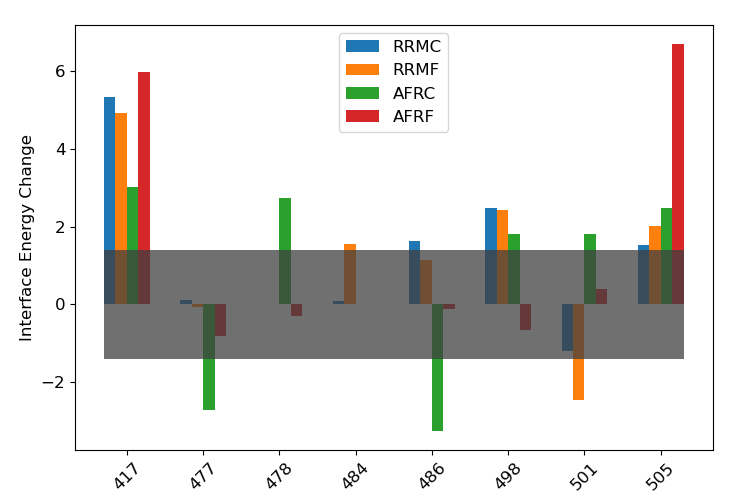 RRMC
RRMF
AFRC
AFRF
Interface Energy Change
6
4
2
0
−2
417
477
478
484
486
498
501
505